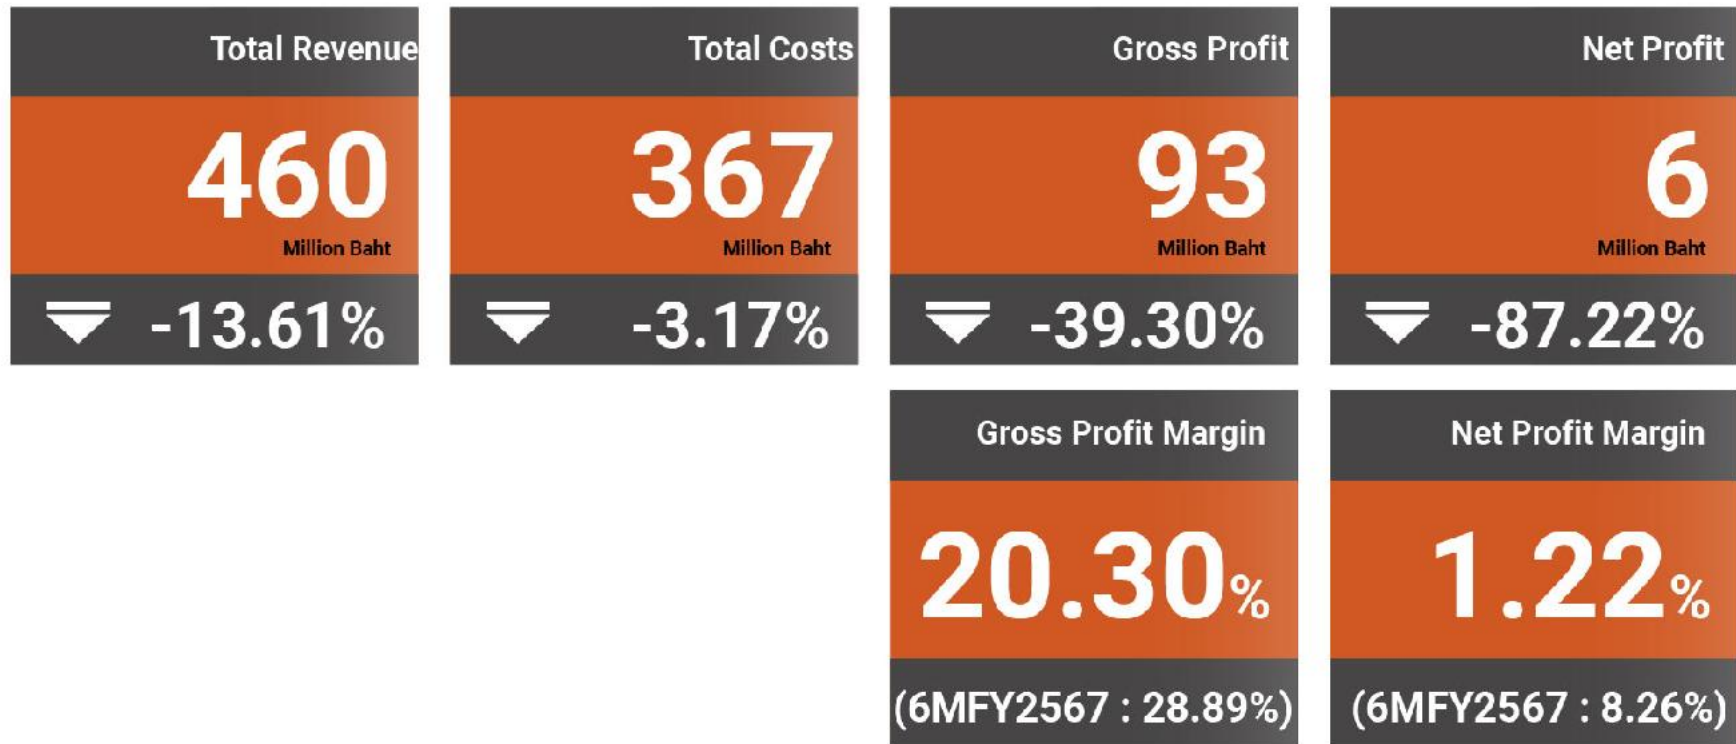 Total Revenue
460
Million Baht
-13.61%
Total Costs
367
Million Baht
-3.17%
Gross Profit
93
Million Baht
-39.30%
Net Profit
6
Million Baht
-87.22%
Gross Profit Margin
20.30%
(6MFY2567 : 28.89%)
Net Profit Margin
1.22%
(6MFY2567 : 8.26%)